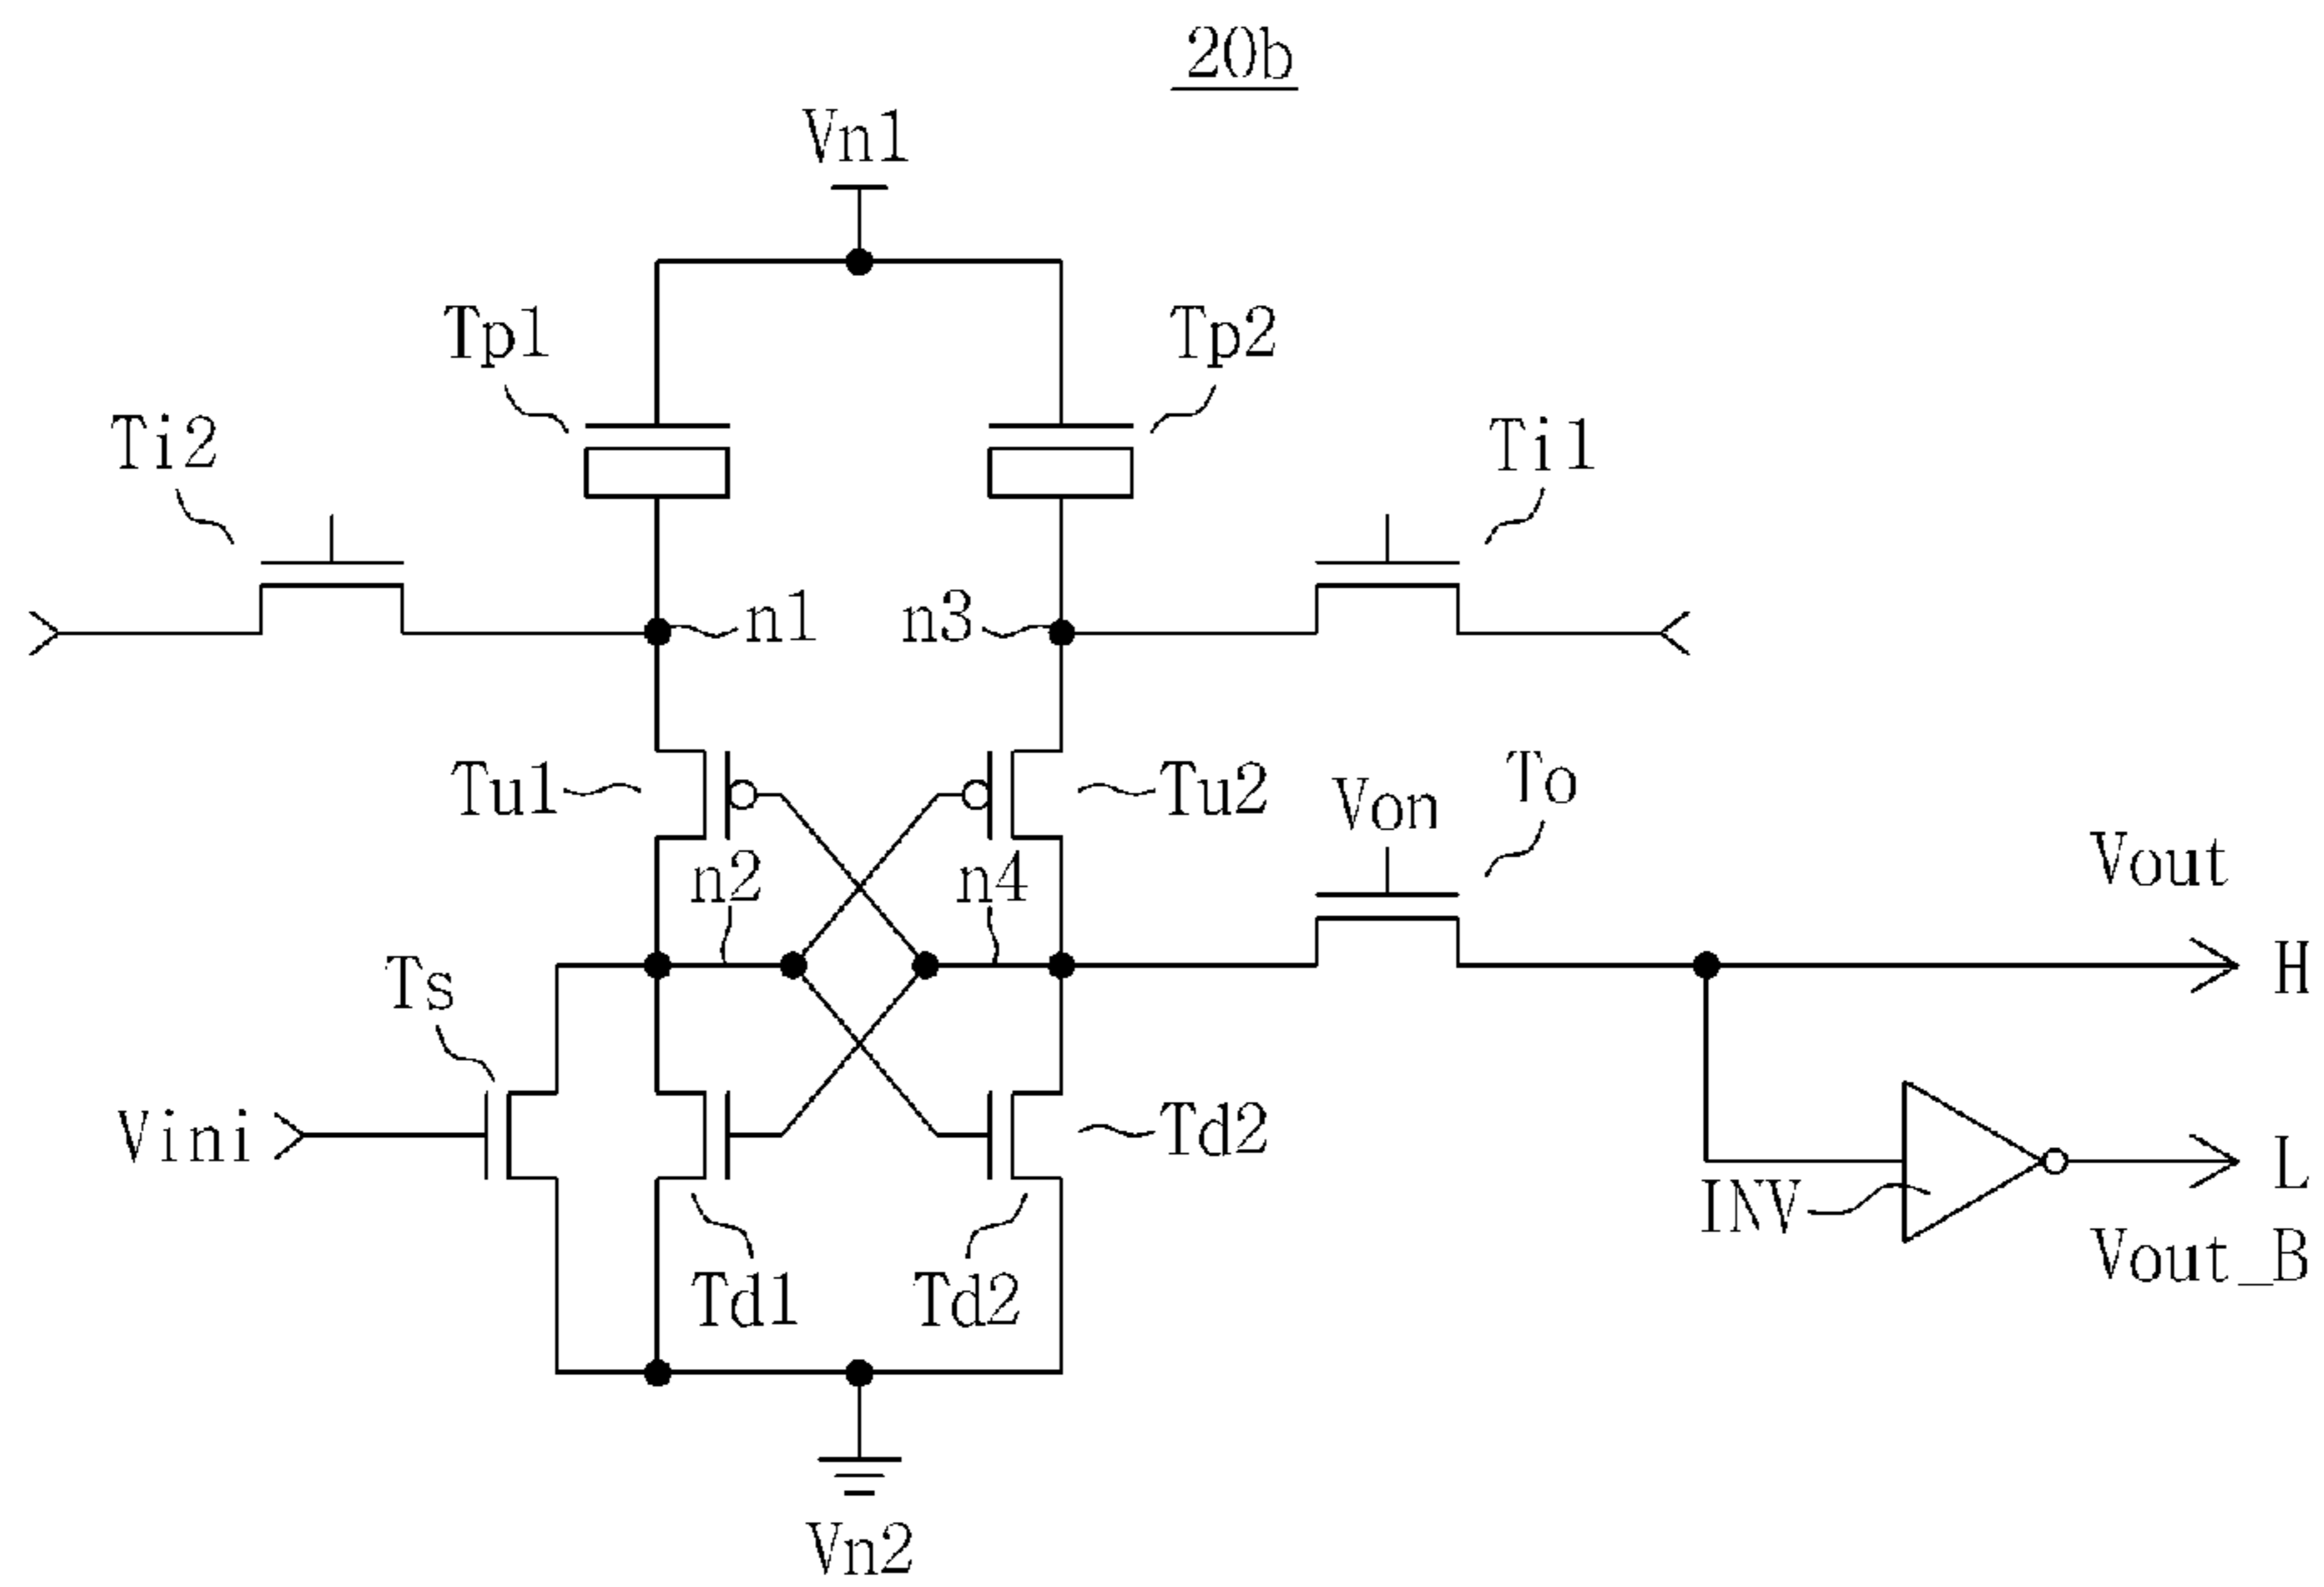 20b
Vn1
Tp1
Tp2
Ti2
Ti1
n1
n3
Tu1
Tu2
Von
To
Vout
n2
n4
Ts
H
Vini
Td2
L
INV
Vout_B
Td1
Td2
Vn2